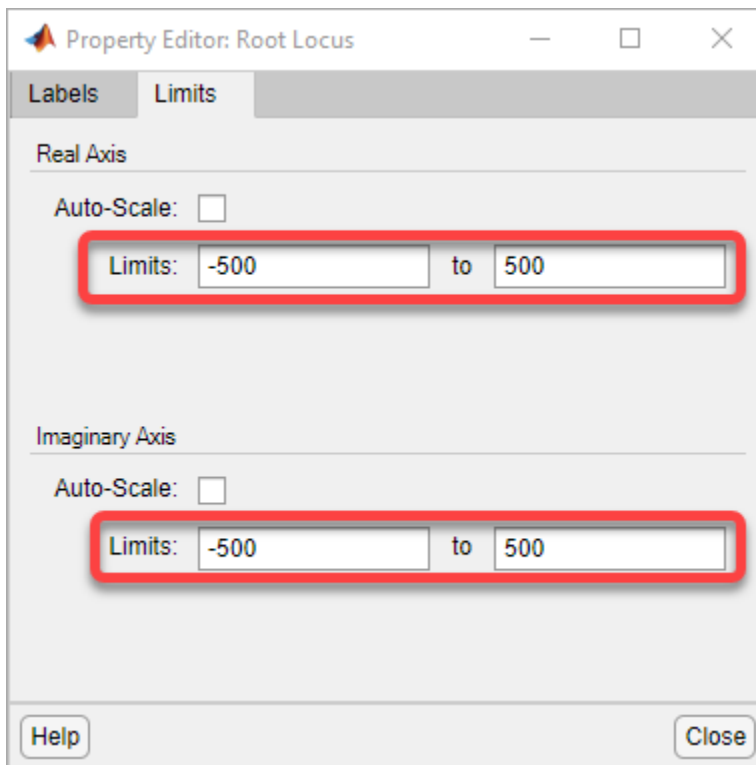 Property Editor: Root Locus
Labels Limits
Real Axis
Auto-Scale:
Limits: -500 to 500
Imaginary Axis
Auto-Scale:
Limits: -500 to 500
Help Close